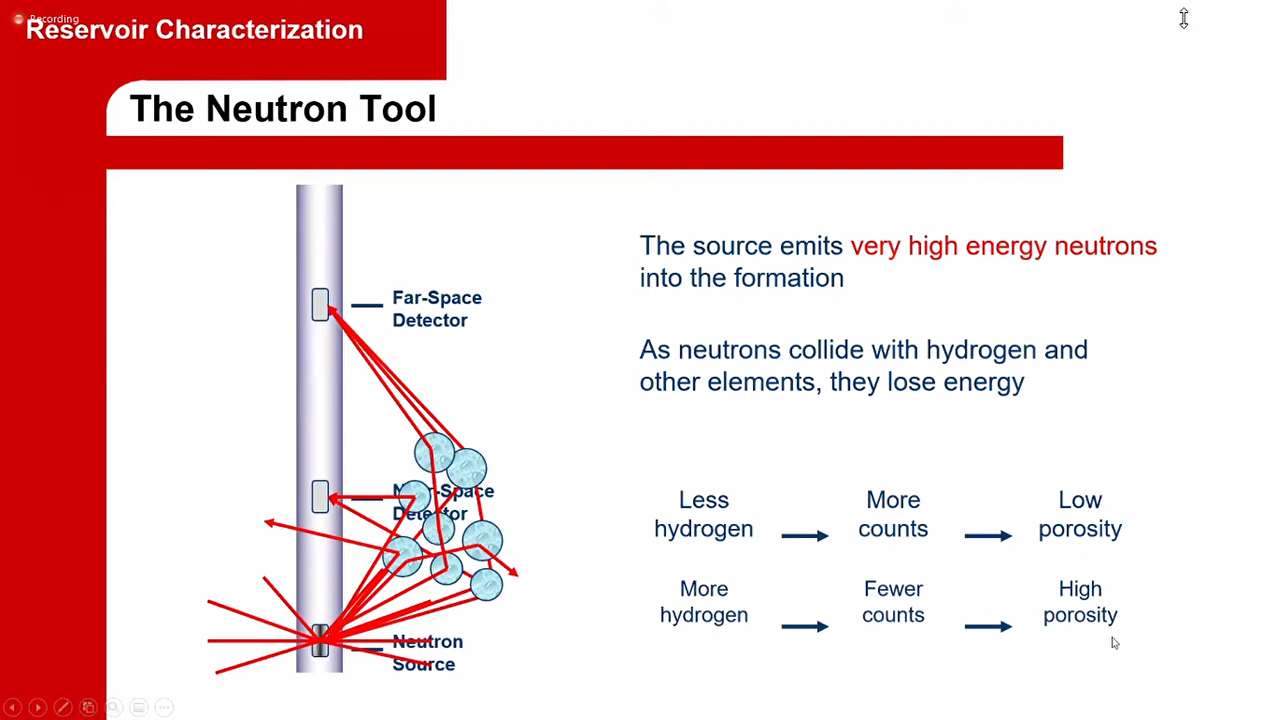 Recording
Reservoir Characterization
The Neutron Tool
Far-Space
Detector
Near-Space
Detector
Neutron
Source
The source emits very high energy neutrons
into the formation
As neutrons collide with hydrogen and
other elements, they lose energy
Less
hydrogen
More
counts
Low
porosity
More
hydrogen
Fewer
counts
High
porosity